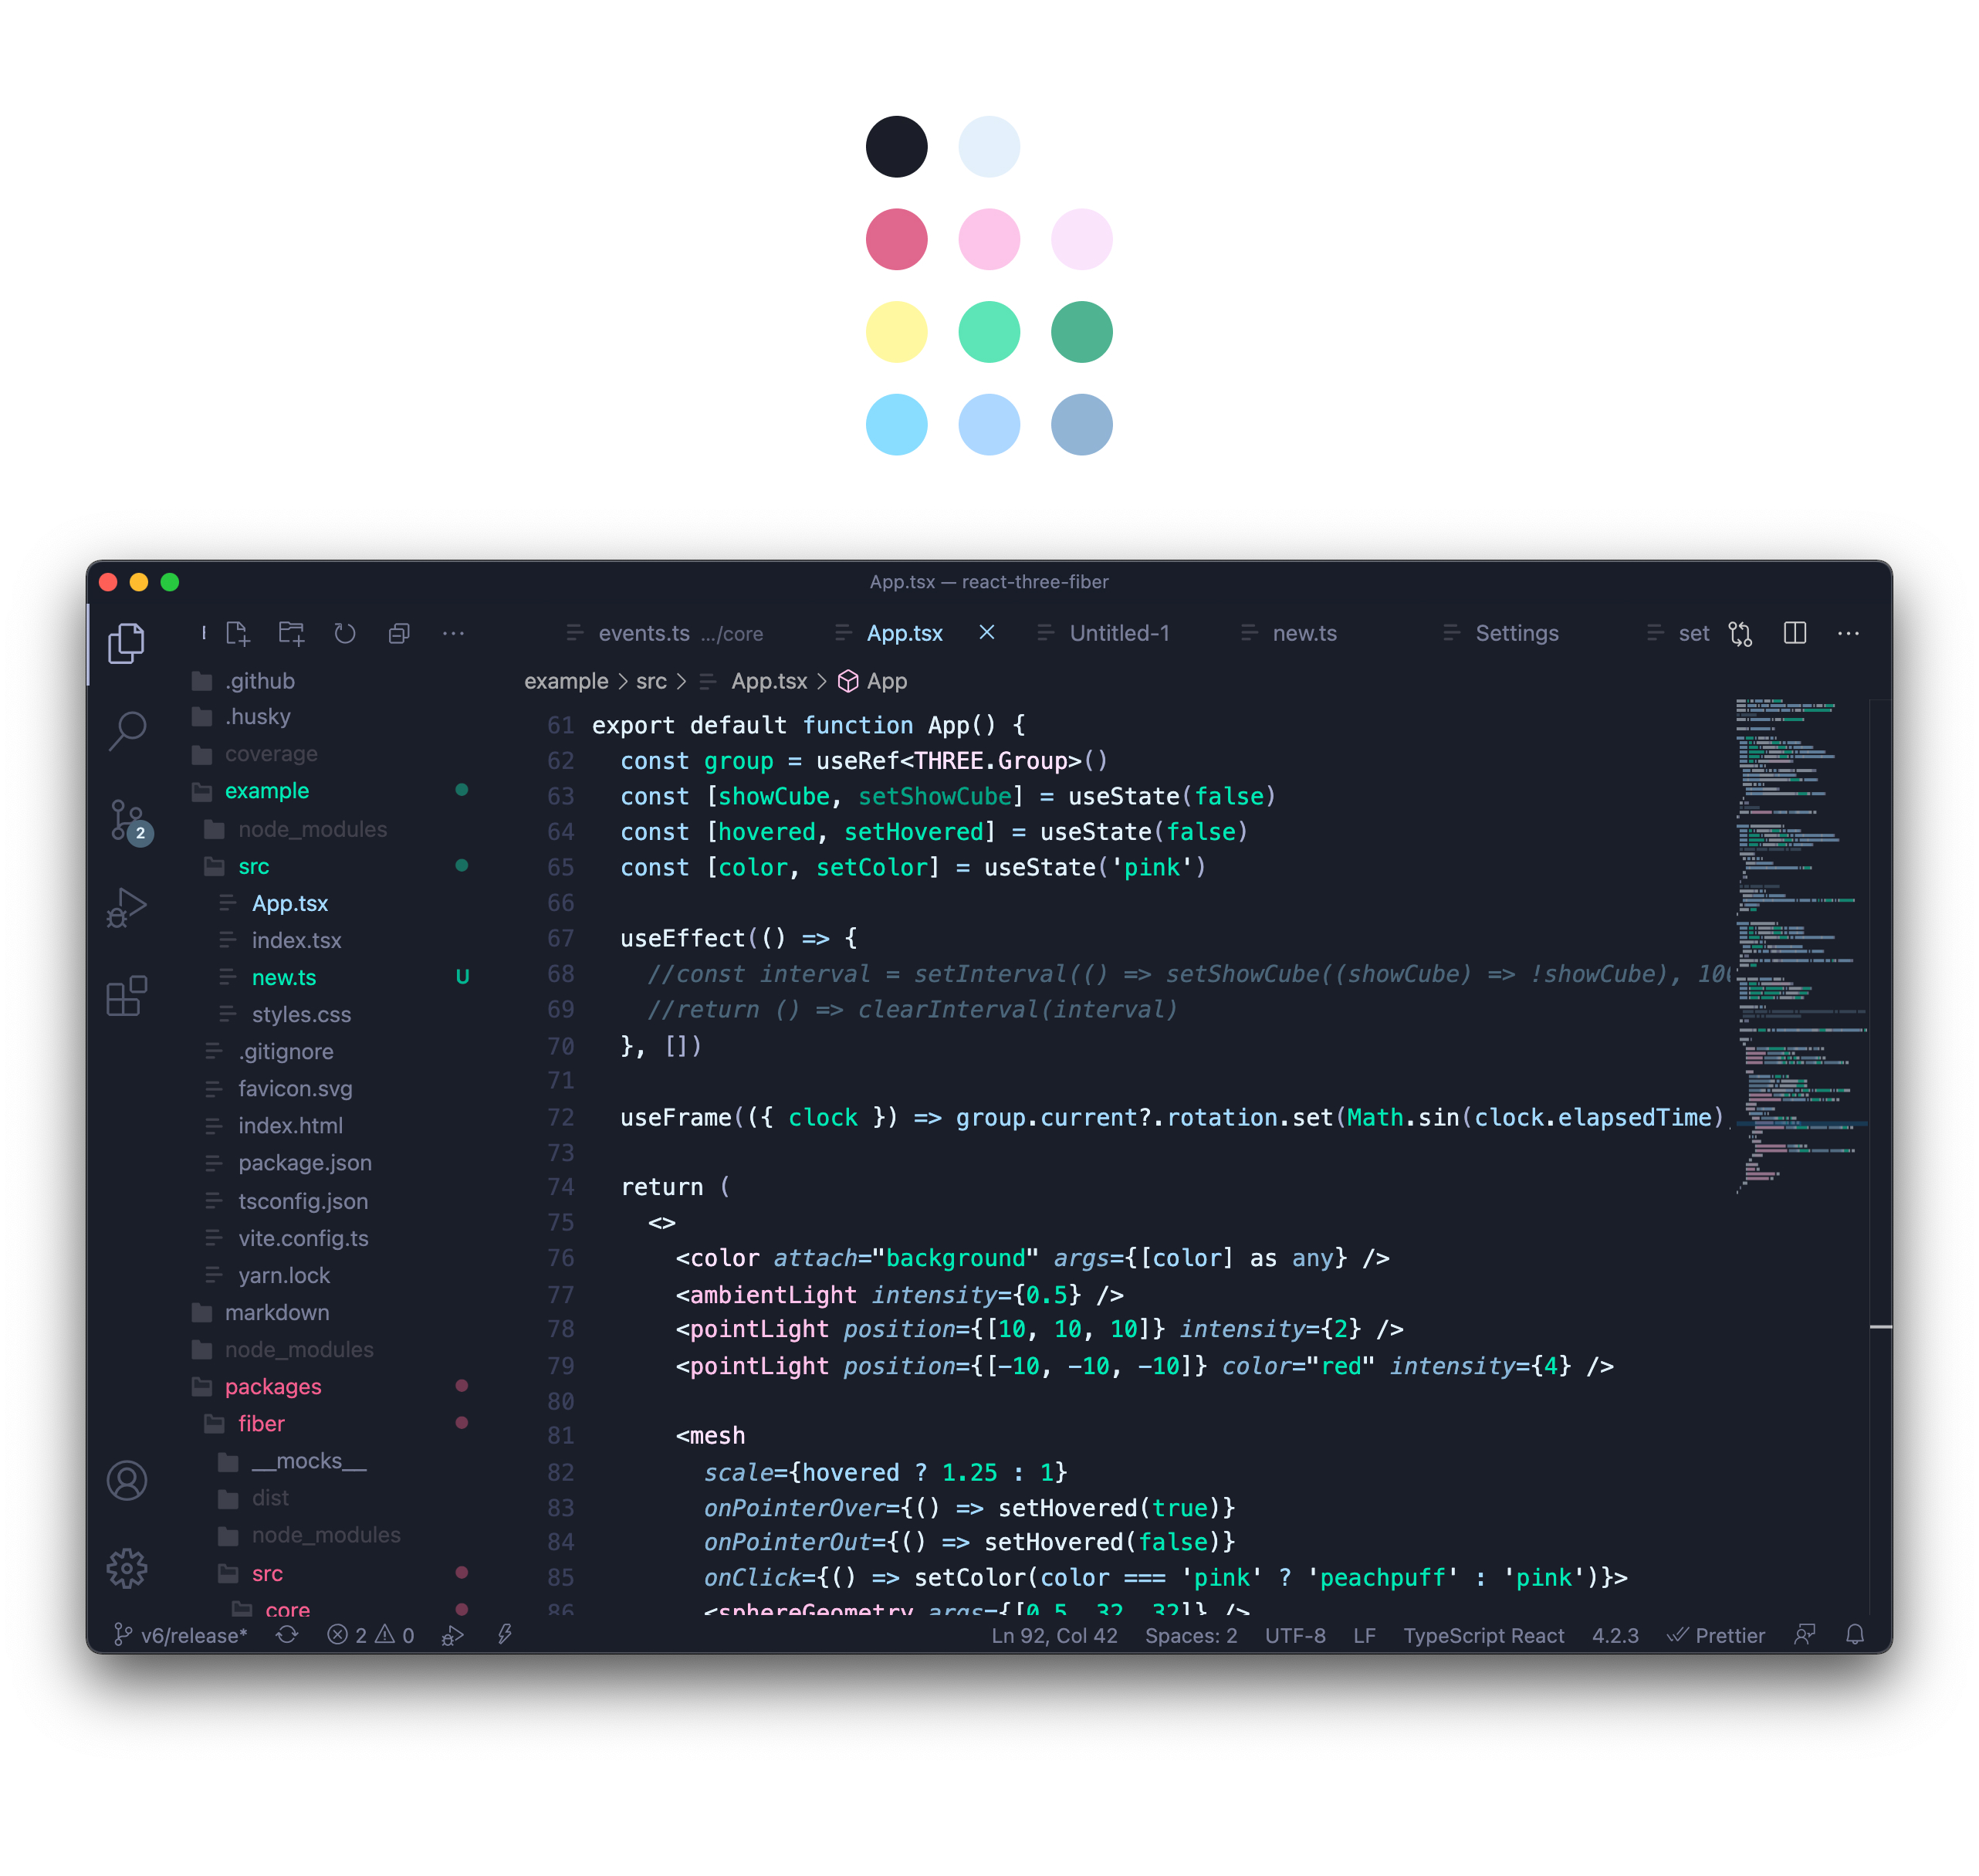 App.tsx — react-three-fiber
events.ts .../core
App.tsx
Untitled-1
new.ts
Settings
set
.github
.husky
coverage
example
node_modules
src
App.tsx
index.tsx
new.ts U
styles.css
.gitignore
favicon.svg
index.html
package.json
tsconfig.json
vite.config.ts
yarn.lock
markdown
node_modules
packages
fiber
__mocks__
dist
node_modules
src
core
2
example > src > App.tsx > App
61 export default function App() {
62 const group = useRef<THREE.Group>()
63 const [showCube, setShowCube] = useState(false)
64 const [hovered, setHovered] = useState(false)
65 const [color, setColor] = useState('pink')
66
67 useEffect(() => {
68 //const interval = setInterval(() => setShowCube((showCube) => !showCube), 10
69 //return () => clearInterval(interval)
70 }, [])
71
72 useFrame(({ clock }) => group.current?.rotation.set(Math.sin(clock.elapsedTime),
73
74 return (
75 <>
76 <color attach="background" args={[color] as any} />
77 <ambientLight intensity={0.5} />
78 <pointLight position={[10, 10, 10]} intensity={2} />
79 <pointLight position={[-10, -10, -10]} color="red" intensity={4} />
80
81 <mesh
82 scale={hovered ? 1.25 : 1}
83 onPointerOver={() => setHovered(true)}
84 onPointerOut={() => setHovered(false)}
85 onClick={() => setColor(color === 'pink' ? 'peachpuff' : 'pink')}>
86 <sphereGeometry args={[0.5, 32, 32]} />
v6/release* 2 0
Ln 92, Col 42 Spaces: 2 UTF-8 LF TypeScript React 4.2.3 Prettier